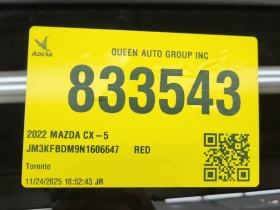 ADESA
QUEEN AUTO GROUP INC
833543
2022 MAZDA CX-5
JM3KFBDM9N1606647 RED
Toronto
11/24/2025 10:52:43 JR